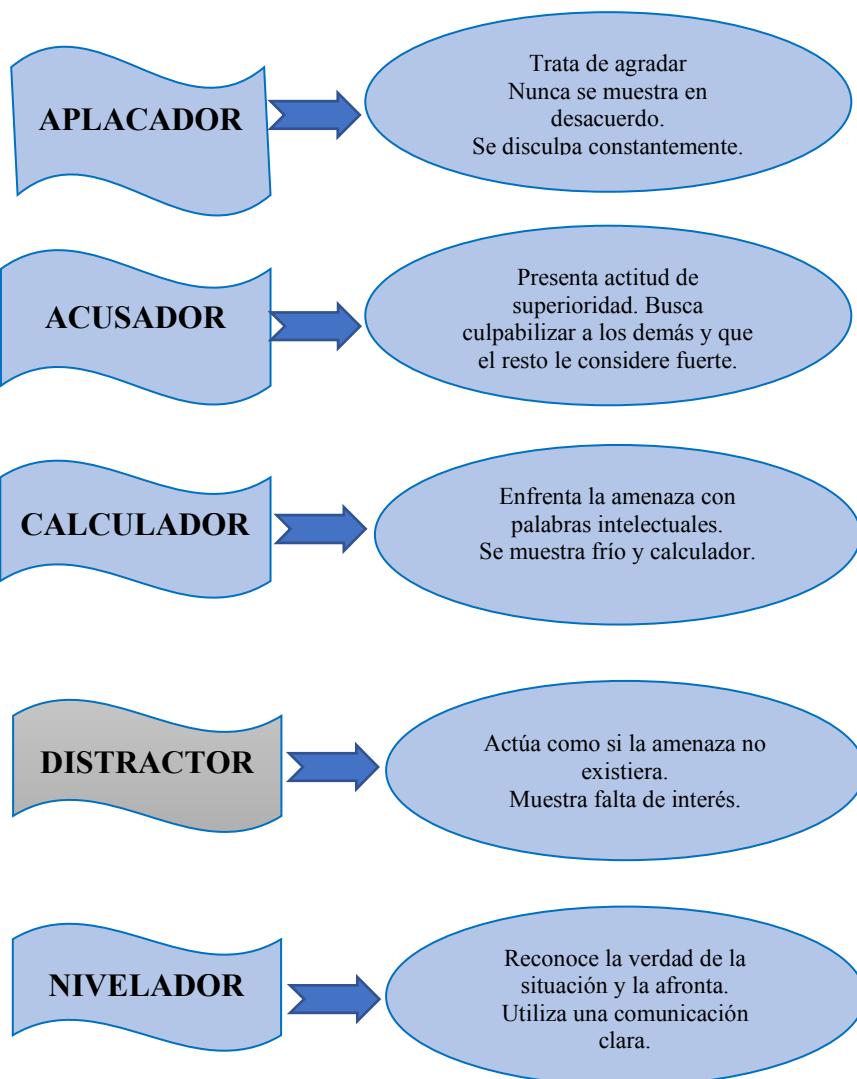 APLACADOR
Trata de agradar
Nunca se muestra en
desacuerdo.
Se disculpa constantemente.
ACUSADOR
Presenta actitud de
superioridad. Busca
culpabilizar a los demás y que
el resto le considere fuerte.
CALCULADOR
Enfrenta la amenaza con
palabras intelectuales.
Se muestra frío y calculador.
DISTRACTOR
Actúa como si la amenaza no
existiera.
Muestra falta de interés.
NIVELADOR
Reconoce la verdad de la
situación y la afronta.
Utiliza una comunicación
clara.